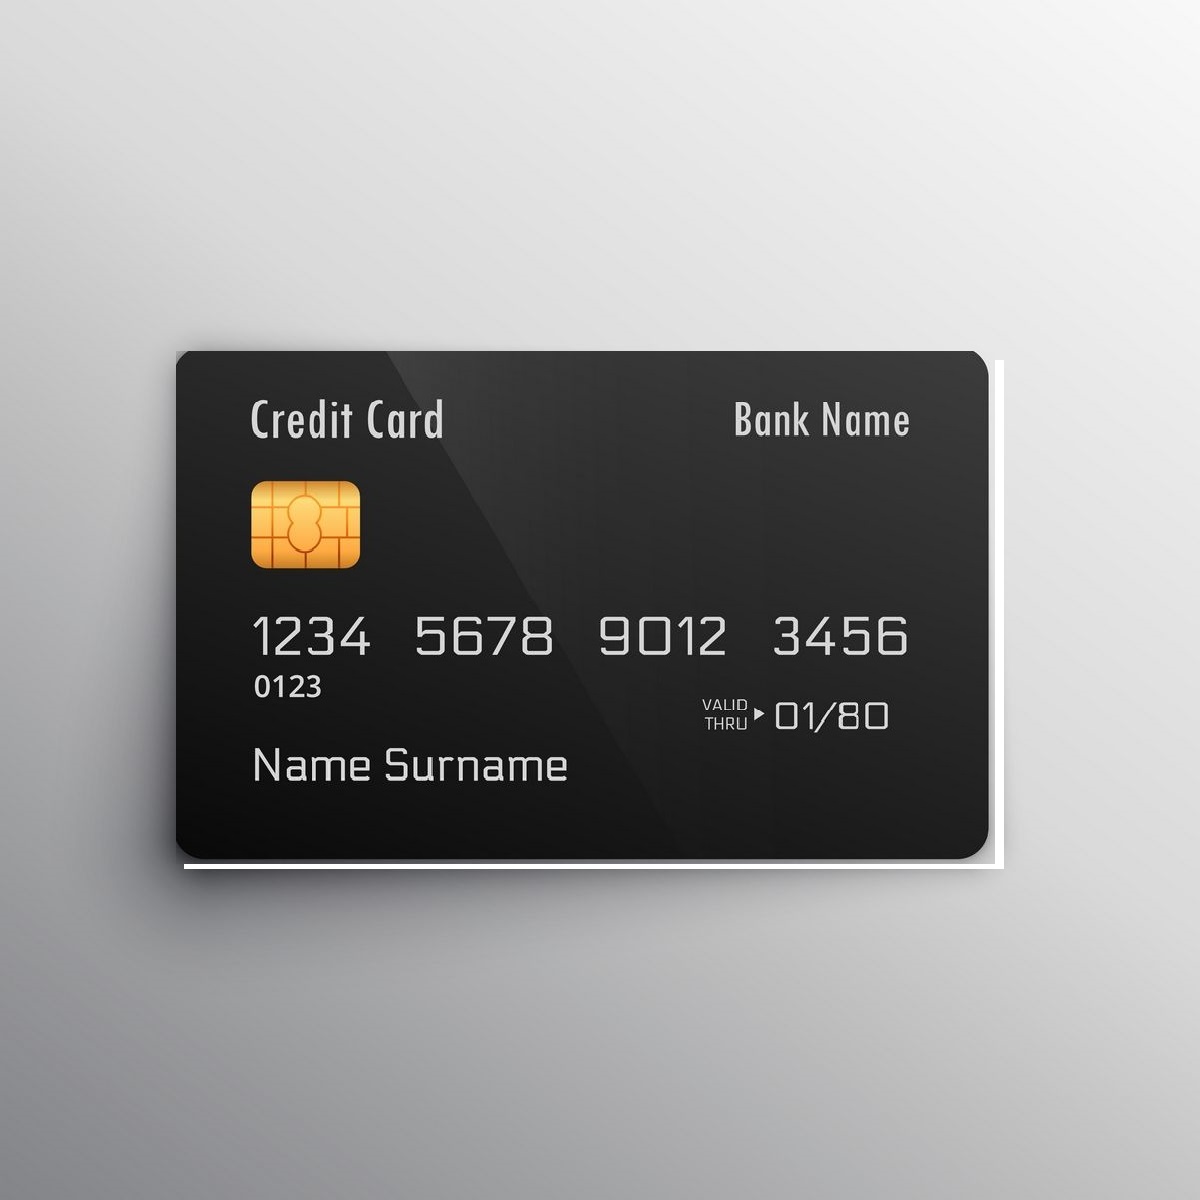 Credit Card
Bank Name
1234 5678 9012 3456
0123
VALID THRU 01/80
Name Surname